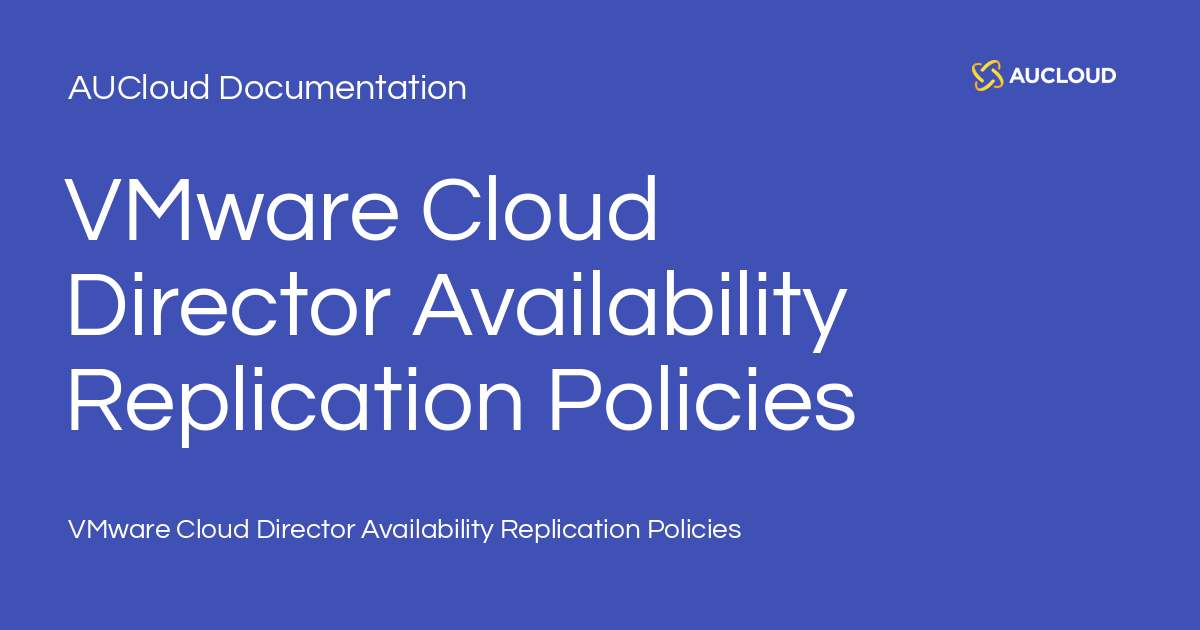 AUCloud Documentation
AUCLOUD
VMware Cloud
Director Availability
Replication Policies
VMware Cloud Director Availability Replication Policies